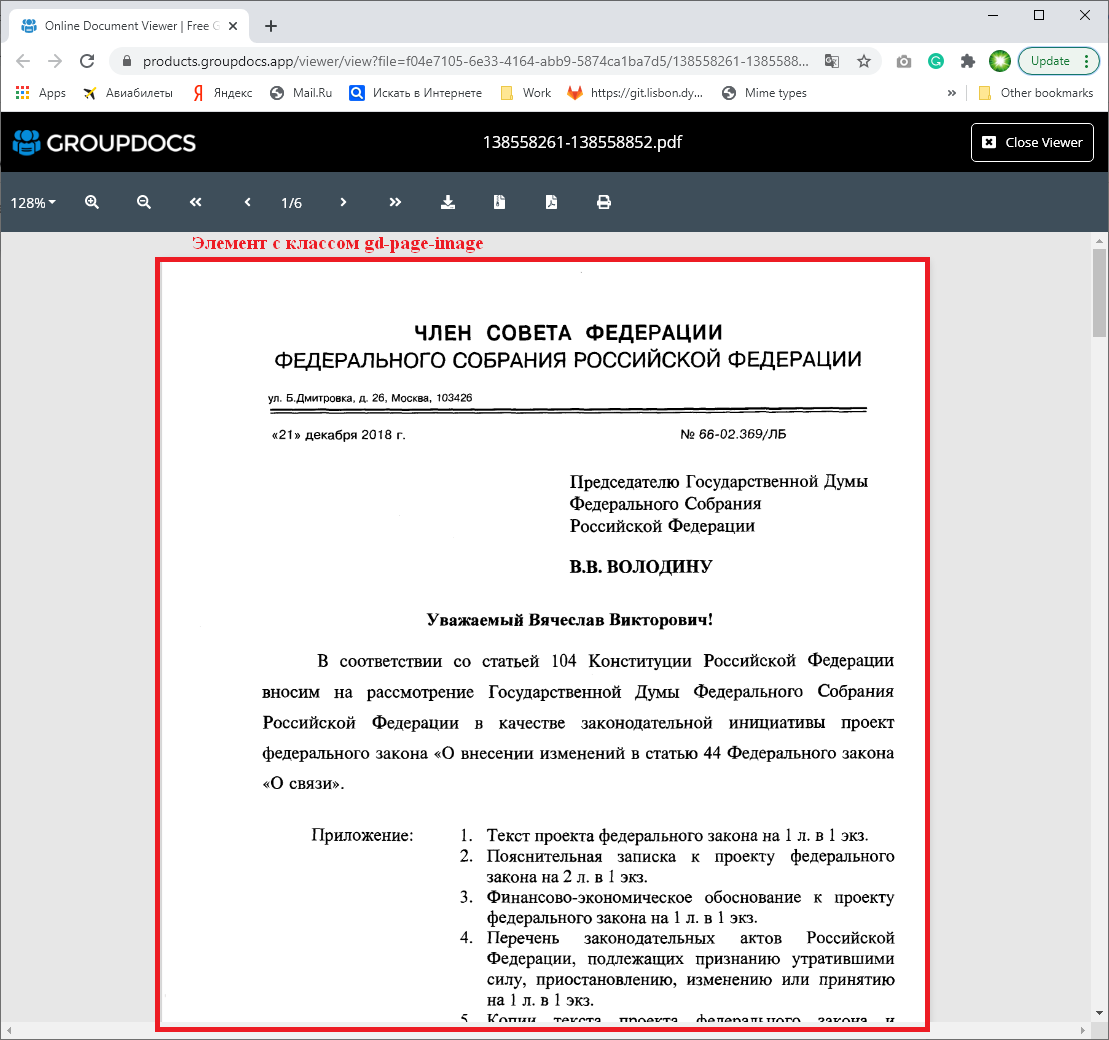 Online Document Viewer | Free G
products.groupdocs.app/viewer/view?file=f04e7105-6e33-4164-abb9-5874ca1ba7d5/138558261-1385588...
Update
Apps Авиабилеты Яндекс Mail.Ru Искать в Интернете Work https://git.lisbon.dy... Mime types » Other bookmarks
GROUPDOCS 138558261-138558852.pdf Close Viewer
128% 1/6
Элемент с классом gd-page-image
ЧЛЕН СОВЕТА ФЕДЕРАЦИИ
ФЕДЕРАЛЬНОГО СОБРАНИЯ РОССИЙСКОЙ ФЕДЕРАЦИИ
ул. Б.Дмитровка, д. 26, Москва, 103426
«21» декабря 2018 г. № 66-02.369/ЛБ
Председателю Государственной Думы
Федерального Собрания
Российской Федерации
В.В. ВОЛОДИНУ
Уважаемый Вячеслав Викторович!
В соответствии со статьей 104 Конституции Российской Федерации
вносим на рассмотрение Государственной Думы Федерального Собрания
Российской Федерации в качестве законодательной инициативы проект
федерального закона «О внесении изменений в статью 44 Федерального закона
«О связи».
Приложение: 1. Текст проекта федерального закона на 1 л. в 1 экз.
2. Пояснительная записка к проекту федерального
закона на 2 л. в 1 экз.
3. Финансово-экономическое обоснование к проекту
федерального закона на 1 л. в 1 экз.
4. Перечень законодательных актов Российской
Федерации, подлежащих признанию утратившими
силу, приостановлению, изменению или принятию
на 1 л. в 1 экз.
5. Копии текста проекта федерального закона и